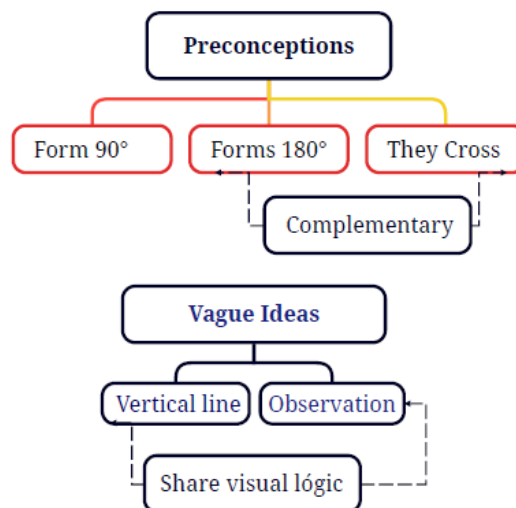 Preconceptions
Form 90°
Forms 180°
They Cross
Complementary
Vague Ideas
Vertical line
Observation
Share visual lógic